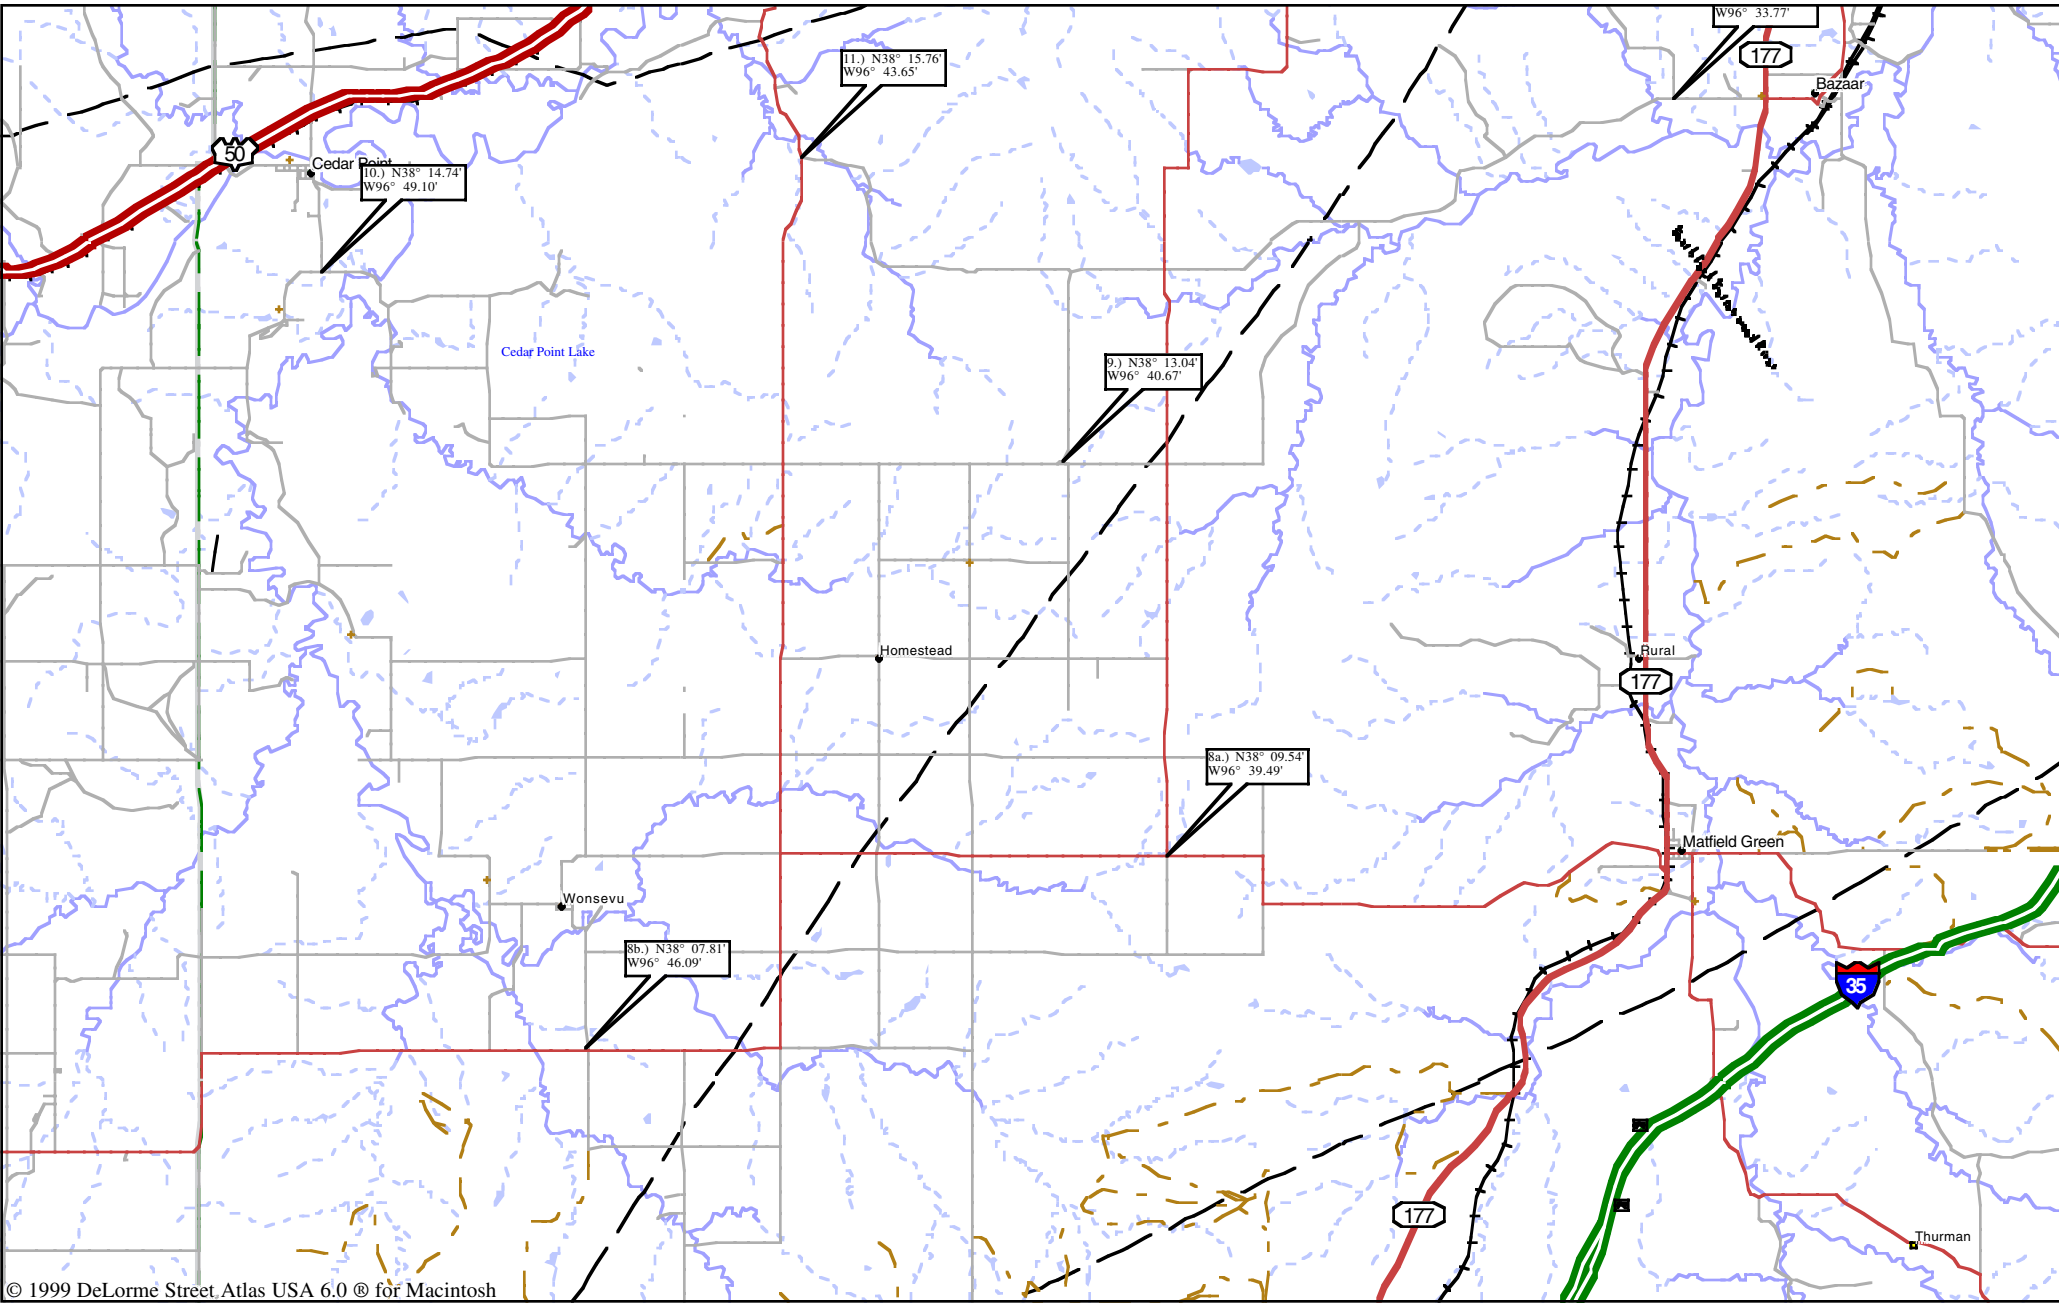 W96° 33.77'
177
11.) N38° 15.76'
W96° 43.65'
Bazaar
50
Cedar Point
10.) N38° 14.74'
W96° 49.10'
Cedar Point Lake
9.) N38° 13.04'
W96° 40.67'
Homestead
Rural
177
8a.) N38° 09.54'
W96° 39.49'
Matfield Green
Wonsevu
8b.) N38° 07.81'
W96° 46.09'
35
177
Thurman
© 1999 DeLorme Street Atlas USA 6.0 ® for Macintosh